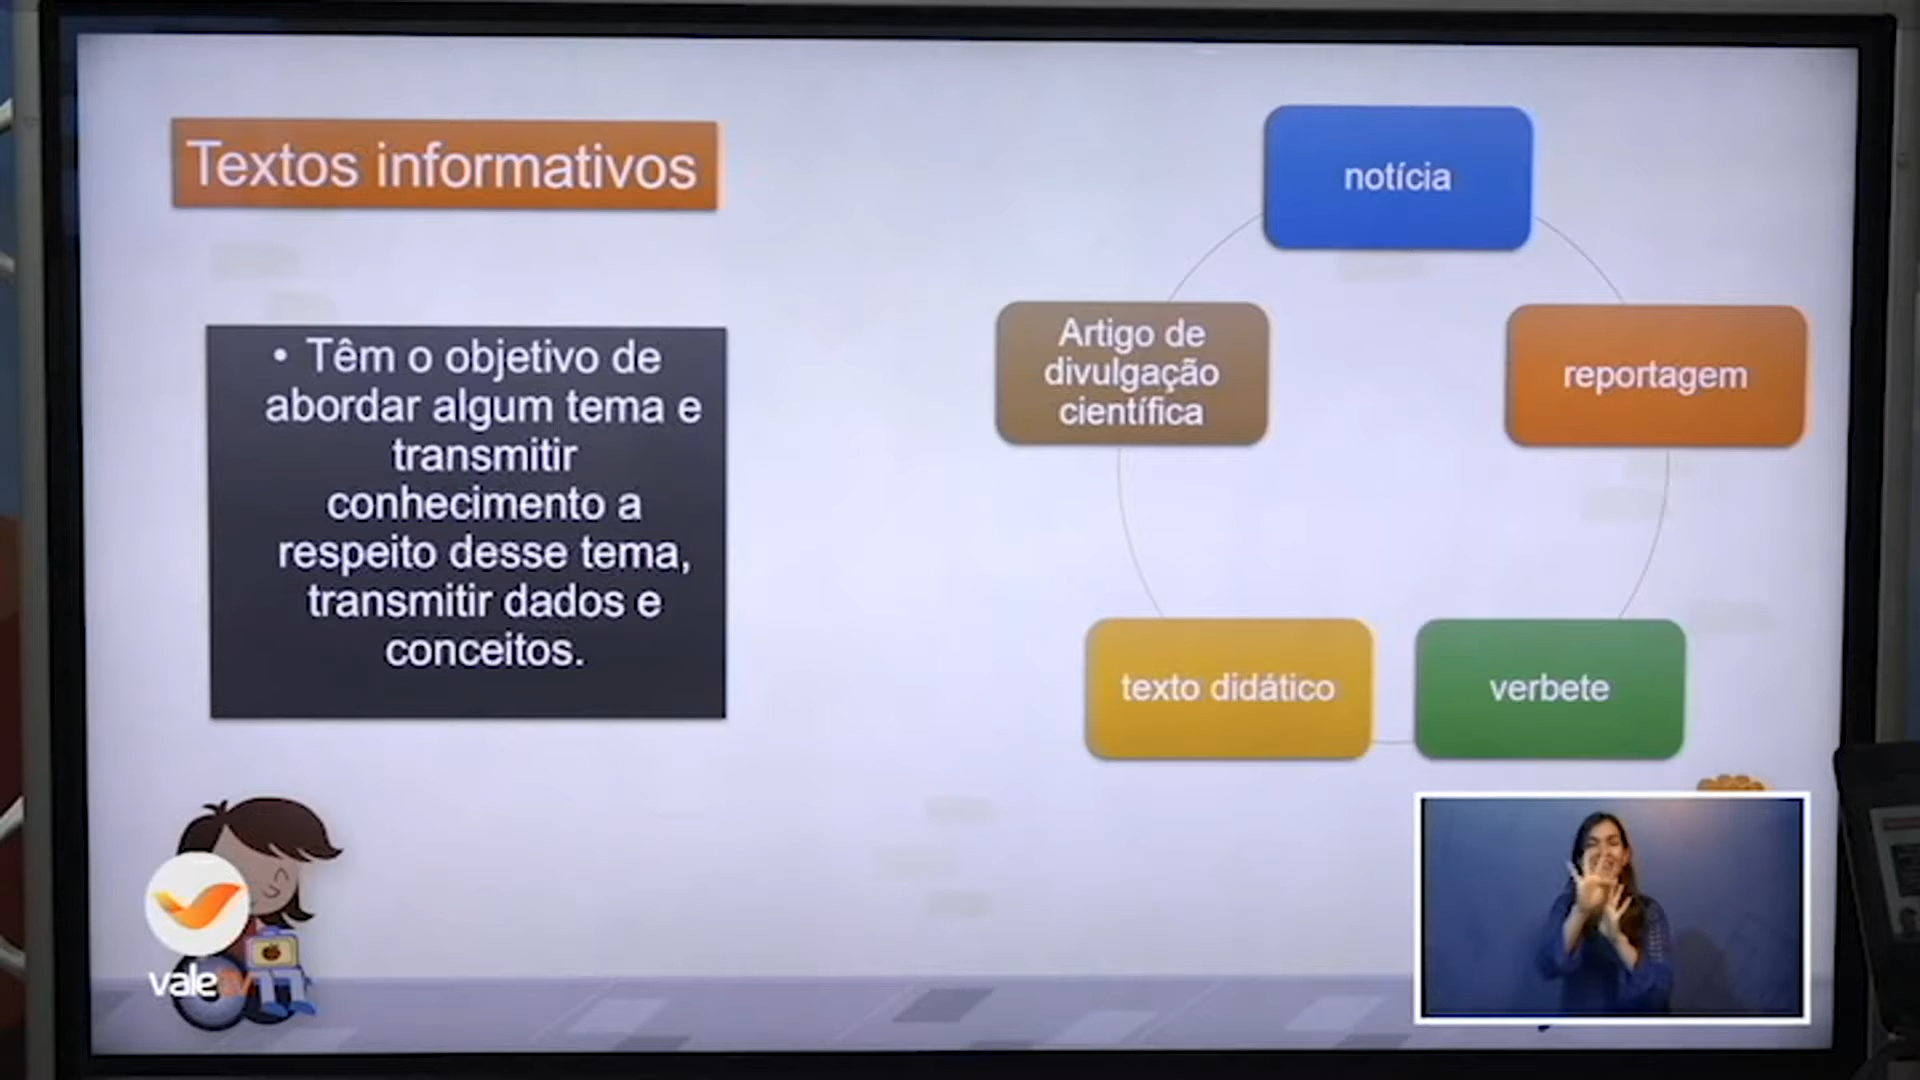 Textos informativos
• Têm o objetivo de
abordar algum tema e
transmitir
conhecimento a
respeito desse tema,
transmitir dados e
conceitos.
notícia
Artigo de
divulgação
científica
reportagem
texto didático
verbete
valetv